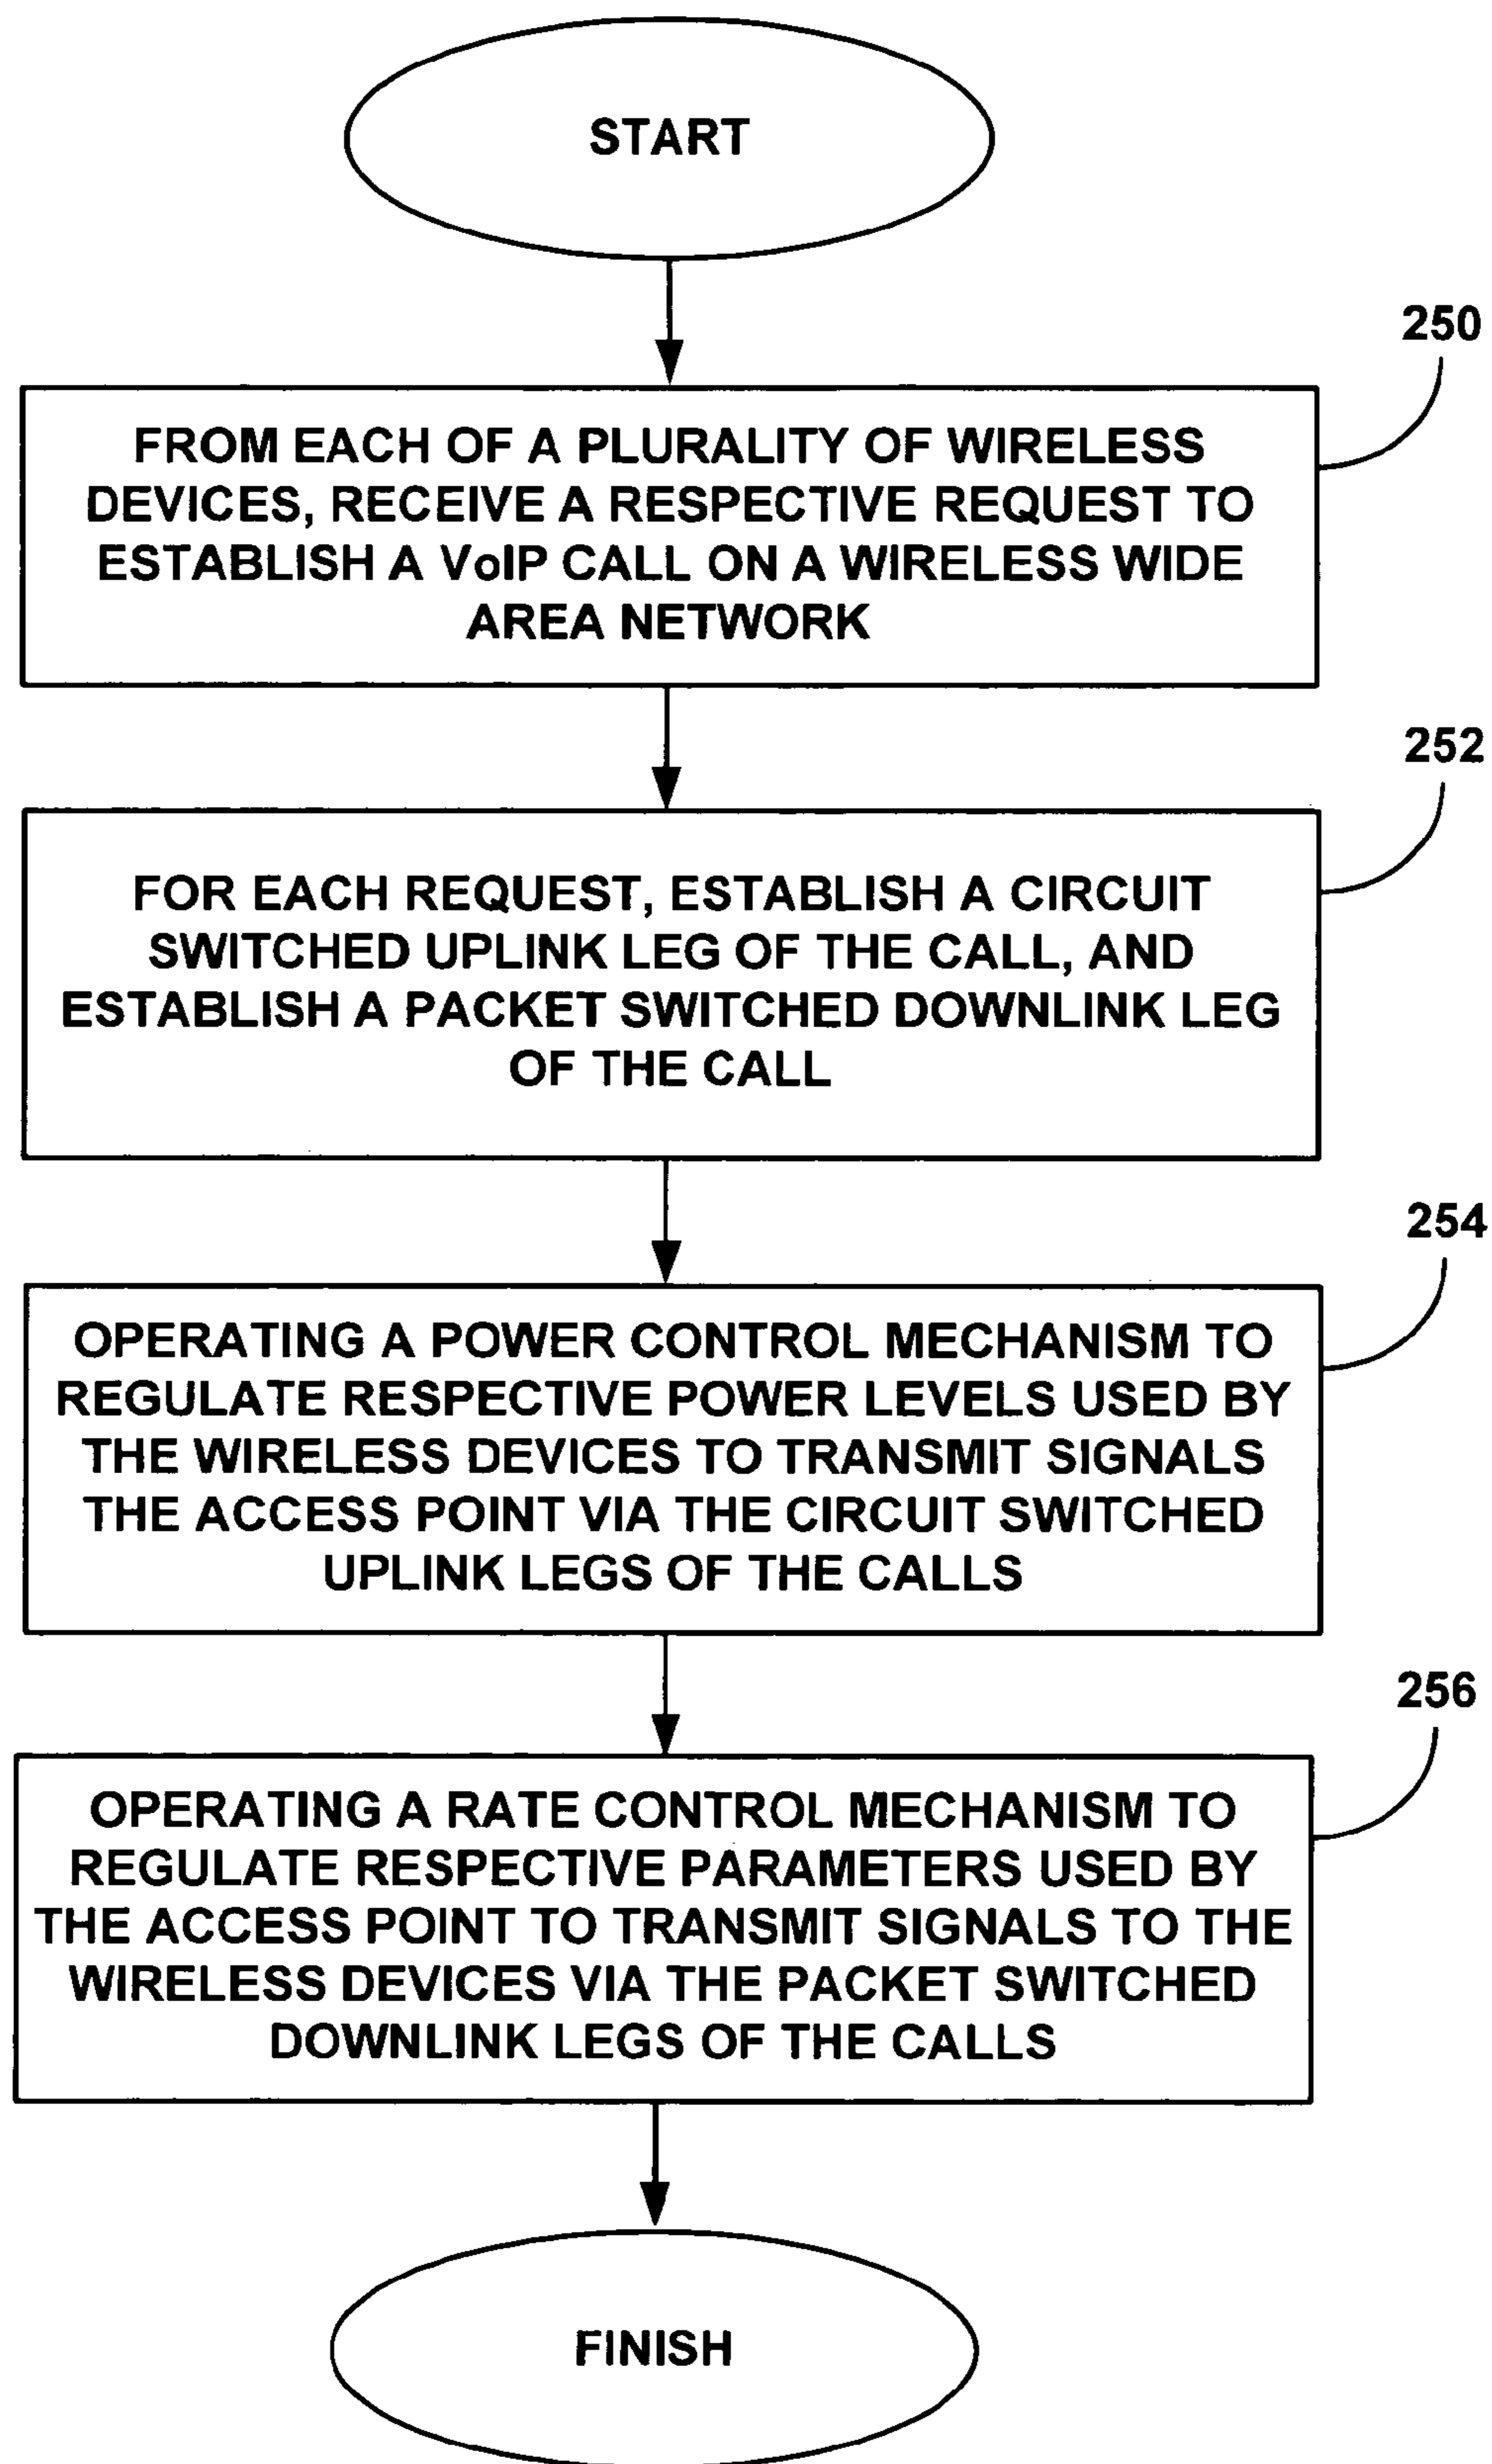 START
250
FROM EACH OF A PLURALITY OF WIRELESS
DEVICES, RECEIVE A RESPECTIVE REQUEST TO
ESTABLISH A VoIP CALL ON A WIRELESS WIDE
AREA NETWORK
252
FOR EACH REQUEST, ESTABLISH A CIRCUIT
SWITCHED UPLINK LEG OF THE CALL, AND
ESTABLISH A PACKET SWITCHED DOWNLINK LEG
OF THE CALL
254
OPERATING A POWER CONTROL MECHANISM TO
REGULATE RESPECTIVE POWER LEVELS USED BY
THE WIRELESS DEVICES TO TRANSMIT SIGNALS
THE ACCESS POINT VIA THE CIRCUIT SWITCHED
UPLINK LEGS OF THE CALLS
256
OPERATING A RATE CONTROL MECHANISM TO
REGULATE RESPECTIVE PARAMETERS USED BY
THE ACCESS POINT TO TRANSMIT SIGNALS TO THE
WIRELESS DEVICES VIA THE PACKET SWITCHED
DOWNLINK LEGS OF THE CALLS
FINISH